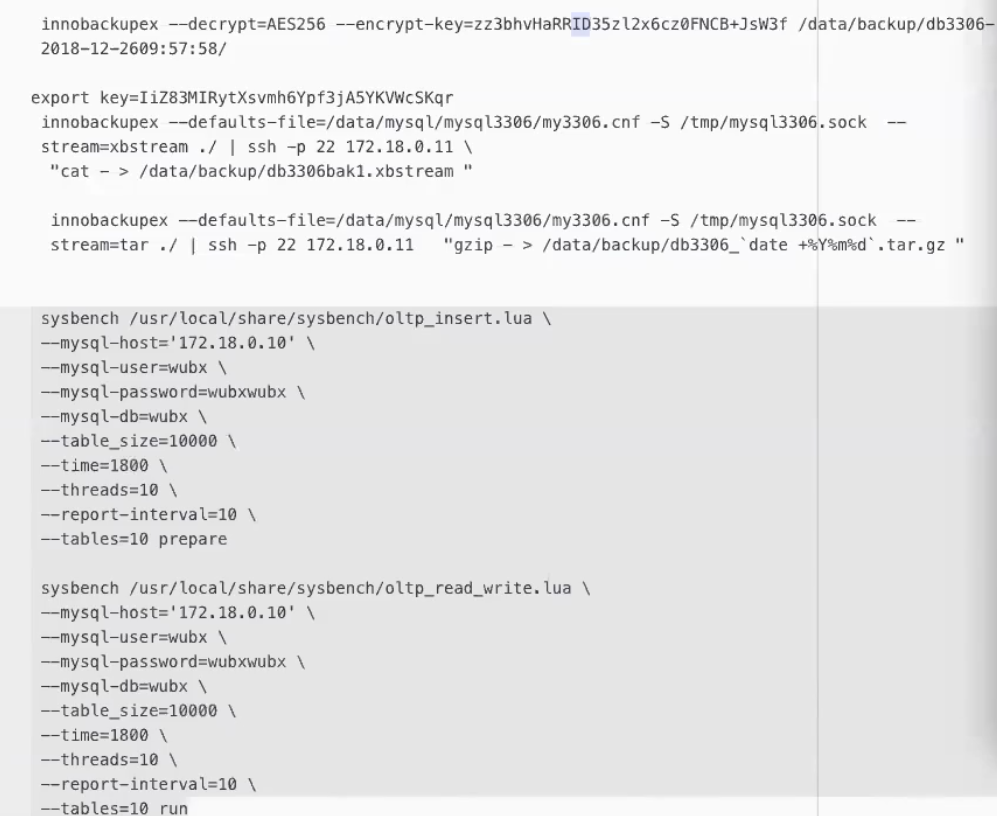 innobackupex --decrypt=AES256 --encrypt-key=zz3bhvHaRRID35zl2x6cz0FNCB+JsW3f /data/backup/db3306-
2018-12-2609:57:58/
export key=IiZ83MIRytXsvmh6Ypf3jA5YKVWcSKqr
innobackupex --defaults-file=/data/mysql/mysql3306/my3306.cnf -S /tmp/mysql3306.sock --
stream=xbstream ./ | ssh -p 22 172.18.0.11 \
"cat - > /data/backup/db3306bak1.xbstream "
innobackupex --defaults-file=/data/mysql/mysql3306/my3306.cnf -S /tmp/mysql3306.sock --
stream=tar ./ | ssh -p 22 172.18.0.11 "gzip - > /data/backup/db3306_`date +%Y%m%d`.tar.gz "
sysbench /usr/local/share/sysbench/oltp_insert.lua \
--mysql-host='172.18.0.10' \
--mysql-user=wubx \
--mysql-password=wubxwubx \
--mysql-db=wubx \
--table_size=10000 \
--time=1800 \
--threads=10 \
--report-interval=10 \
--tables=10 prepare
sysbench /usr/local/share/sysbench/oltp_read_write.lua \
--mysql-host='172.18.0.10' \
--mysql-user=wubx \
--mysql-password=wubxwubx \
--mysql-db=wubx \
--table_size=10000 \
--time=1800 \
--threads=10 \
--report-interval=10 \
--tables=10 run